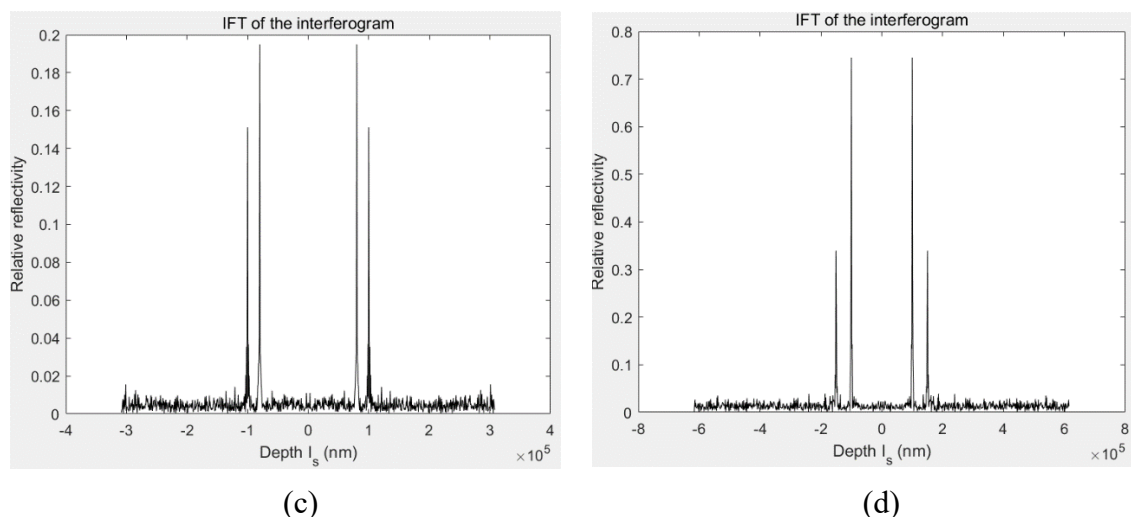 IFT of the interferogram
0.2
0.18
0.16
0.14
0.12
0.1
0.08
0.06
0.04
0.02
0
Relative reflectivity
-4 -3 -2 -1 0 1 2 3 4
Depth l_s (nm)
×10^5
(c)
IFT of the interferogram
0.8
0.7
0.6
0.5
0.4
0.3
0.2
0.1
0
Relative reflectivity
-8 -6 -4 -2 0 2 4 6 8
Depth l_s (nm)
×10^5
(d)